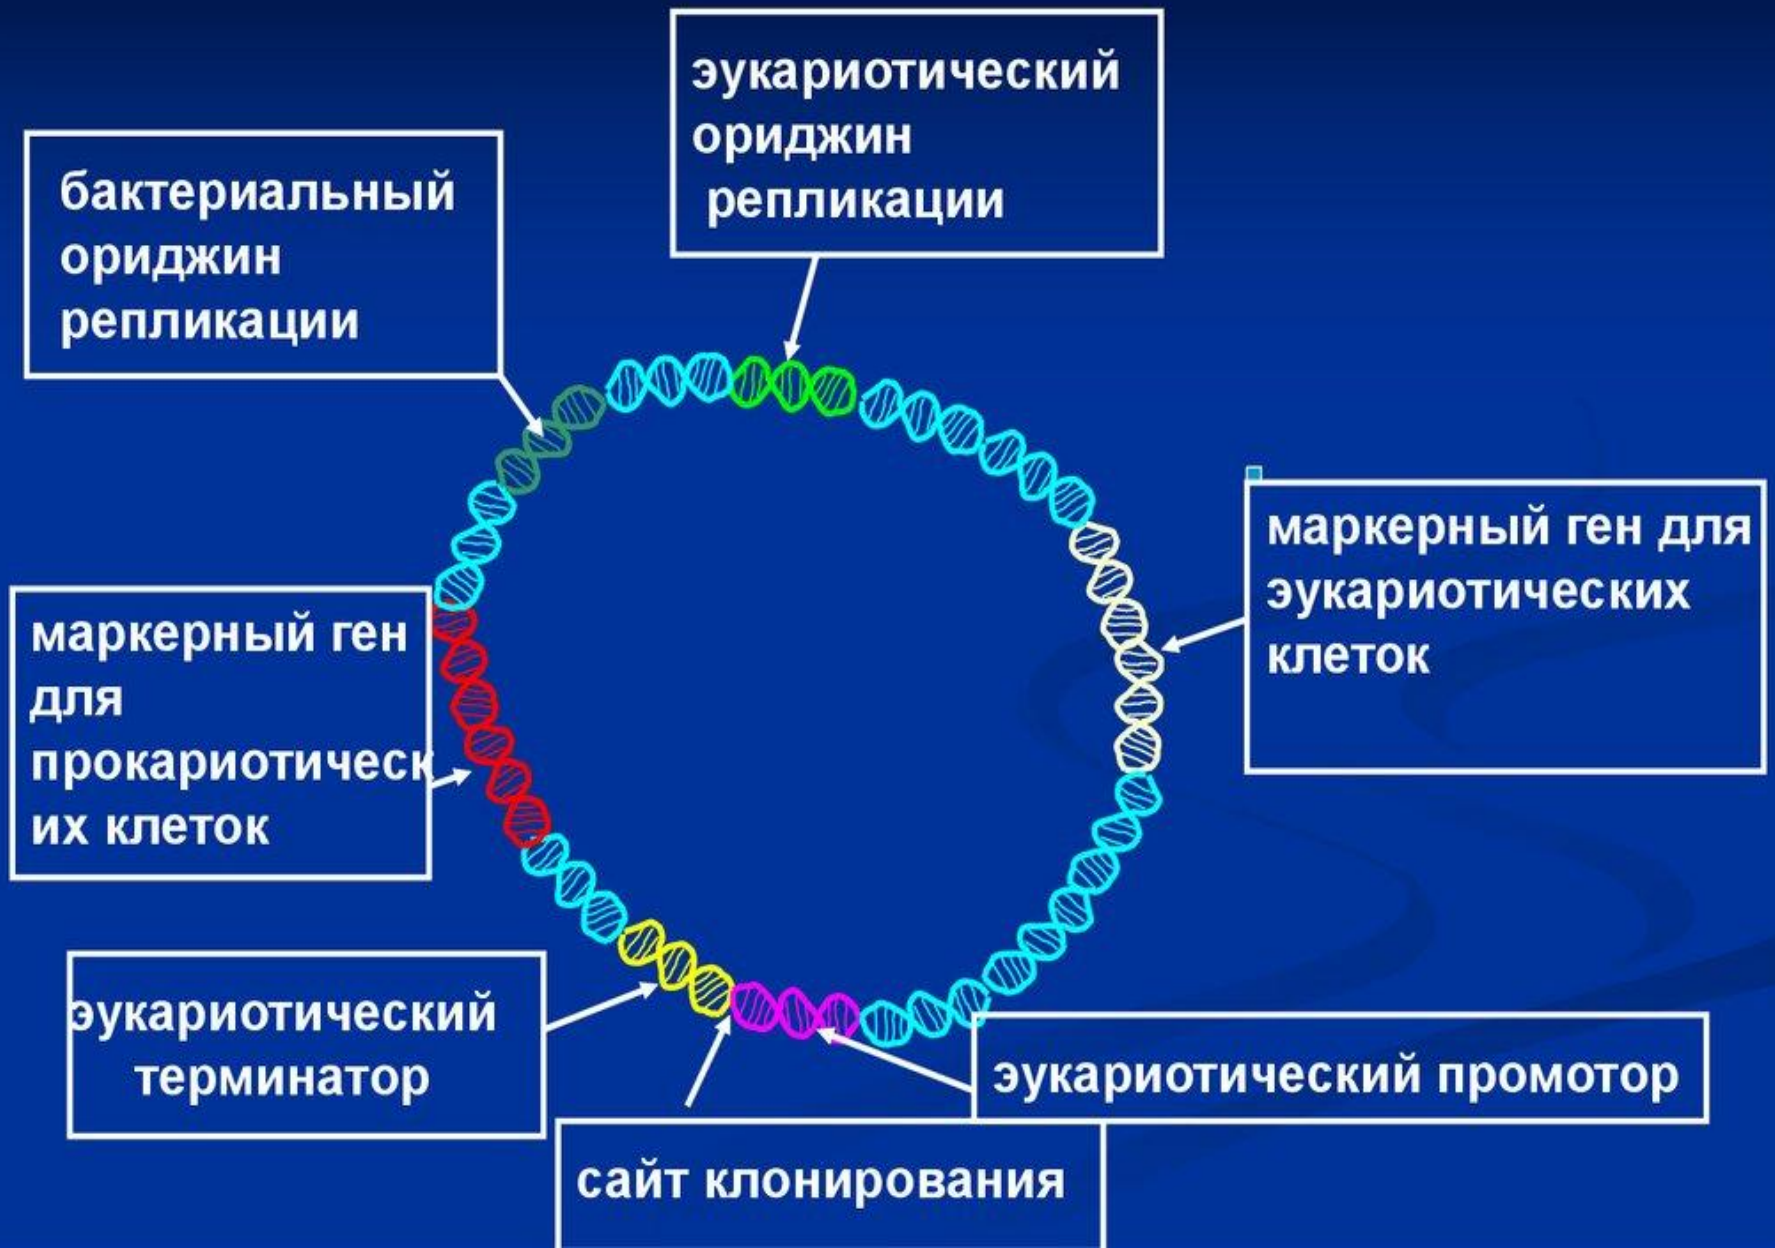 эукариотический
ориджин
репликации
бактериальный
ориджин
репликации
маркерный ген для
эукариотических
клеток
маркерный ген
для
прокариотическ
их клеток
эукариотический
терминатор
эукариотический промотор
сайт клонирования